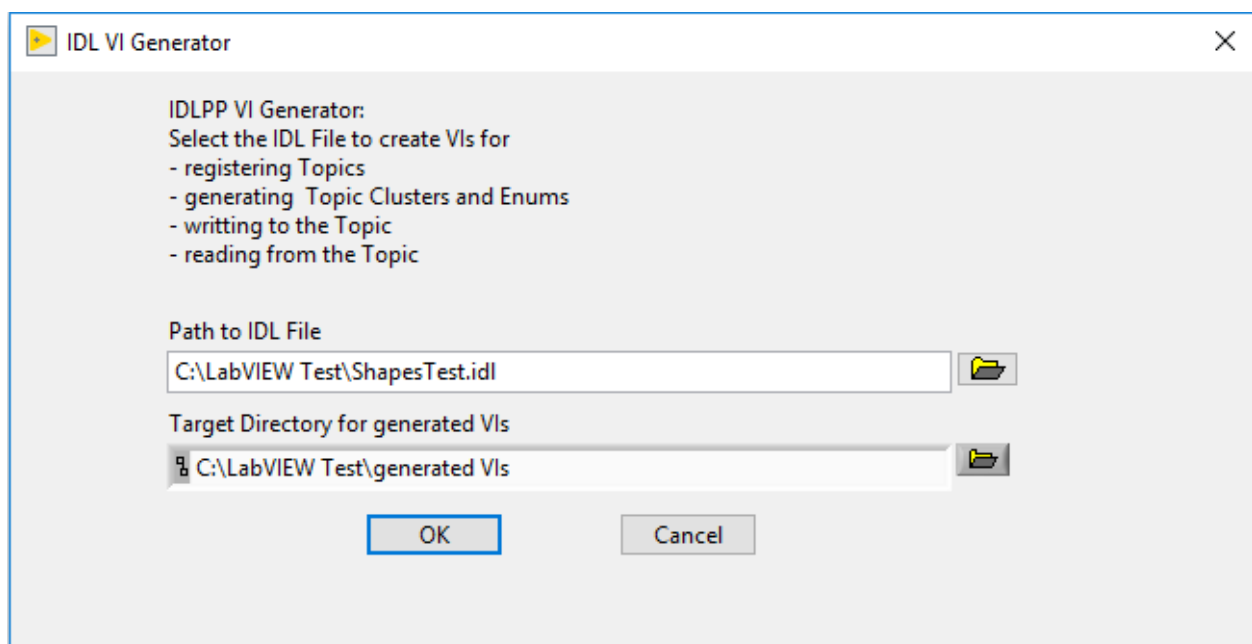 IDL VI Generator
IDLPP VI Generator:
Select the IDL File to create VIs for
- registering Topics
- generating  Topic Clusters and Enums
- writting to the Topic
- reading from the Topic
Path to IDL File
C:\LabVIEW Test\ShapesTest.idl
Target Directory for generated VIs
C:\LabVIEW Test\generated VIs
OK Cancel